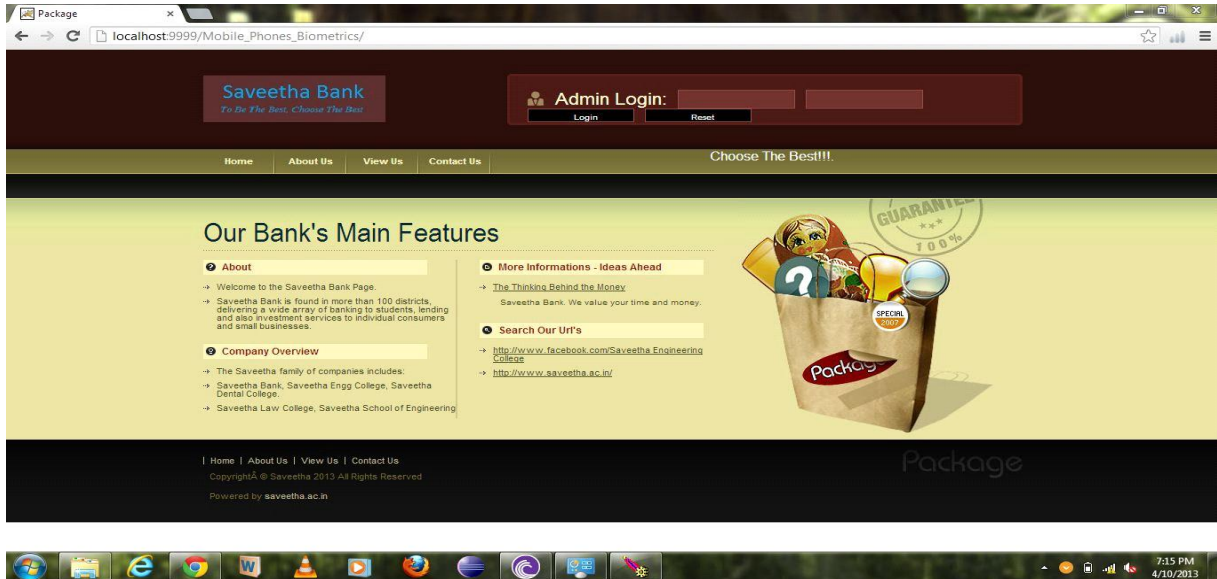 Package
localhost:9999/Mobile_Phones_Biometrics/
Saveetha Bank
To Be The Best, Choose The Best
Admin Login:
Login Reset
Home About Us View Us Contact Us
Choose The Best!!!.
Our Bank's Main Features
About
Welcome to the Saveetha Bank Page.
Saveetha Bank is found in more than 100 districts,
delivering a wide array of banking to students, lending
and also investment services to individual consumers
and small businesses.
Company Overview
The Saveetha family of companies includes:
Saveetha Bank, Saveetha Engg College, Saveetha
Dental College.
Saveetha Law College, Saveetha School of Engineering
More Informations - Ideas Ahead
The Thinking Behind the Money
Saveetha Bank. We value your time and money.
Search Our Url's
http://www.facebook.com/Saveetha Engineering
College
http://www.saveetha.ac.in/
GUARANTEE
100%
?
SPECIAL
2007
Package
| Home | About Us | View Us | Contact Us
CopyrightÂ © Saveetha 2013 All Rights Reserved
Powered by saveetha.ac.in
Package
7:15 PM
4/10/2013